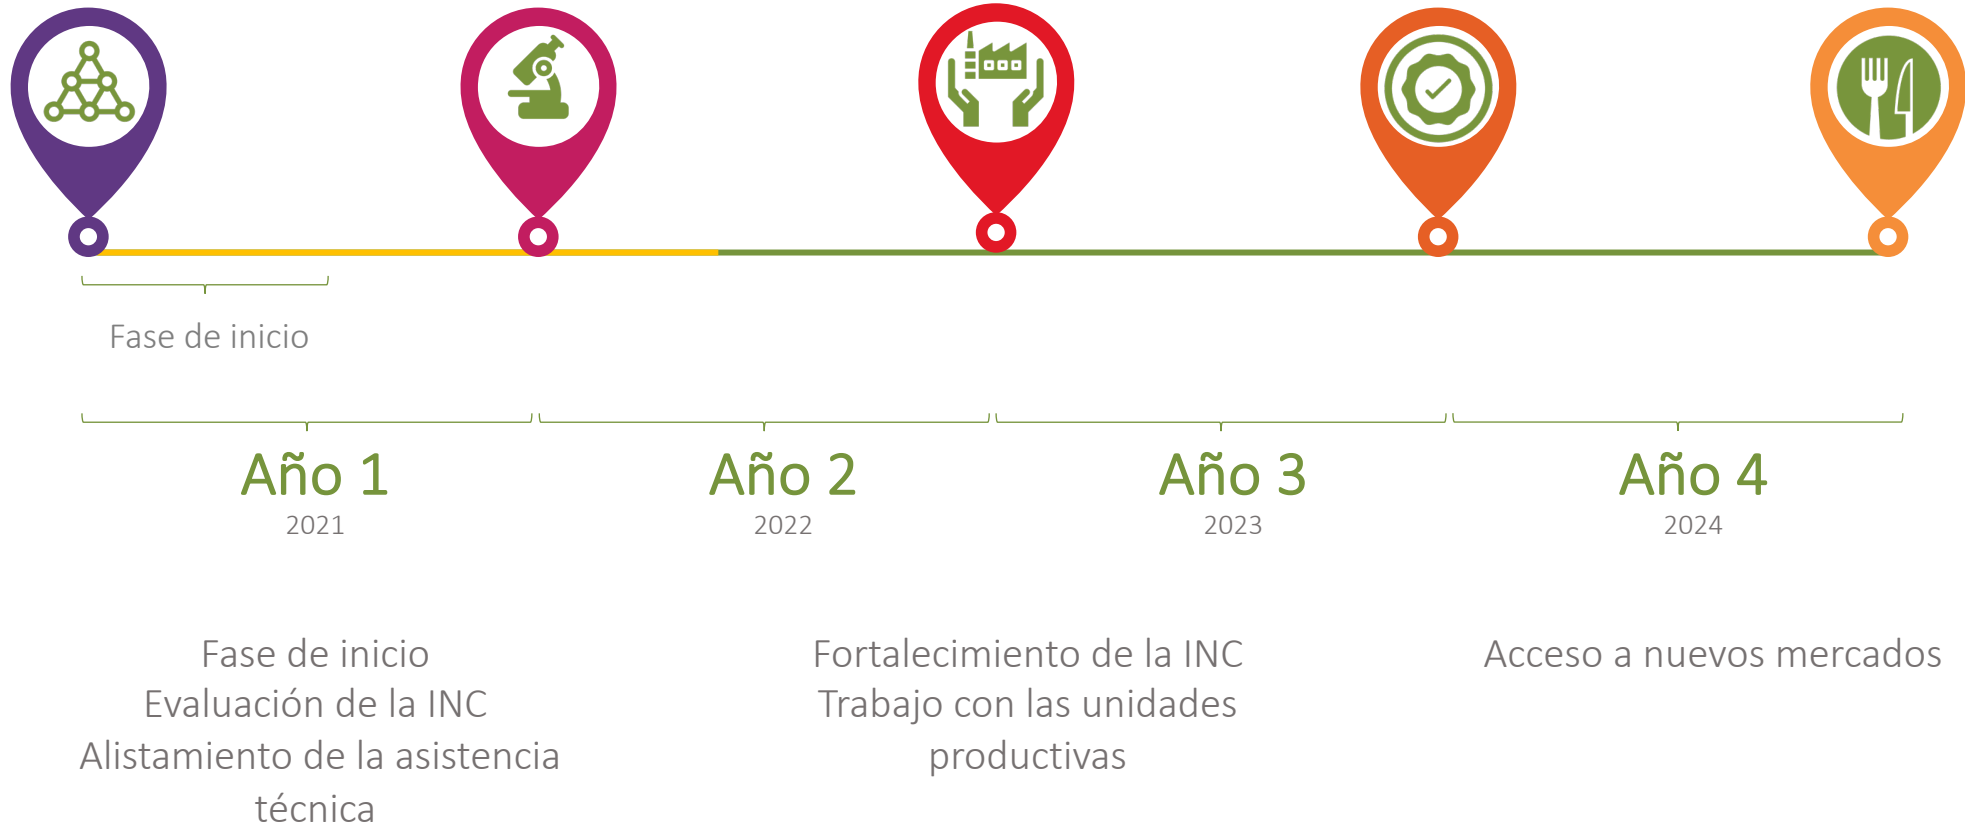 Fase de inicio
Año 1
2021
Año 2
2022
Año 3
2023
Año 4
2024
Fase de inicio
Evaluación de la INC
Alistamiento de la asistencia
técnica
Fortalecimiento de la INC
Trabajo con las unidades
productivas
Acceso a nuevos mercados